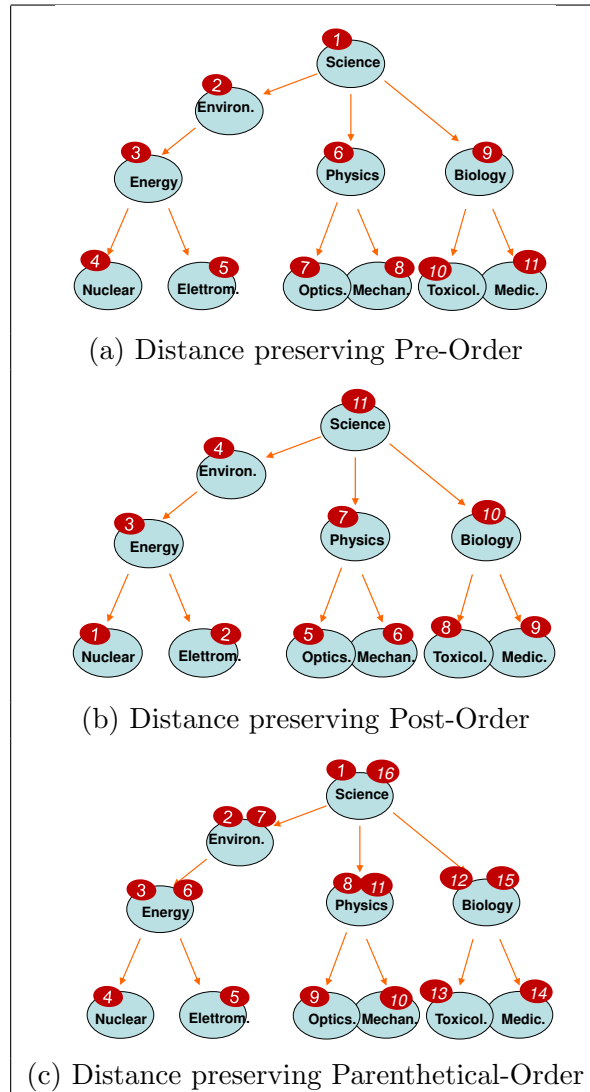 1
Science
2
Environ.
3 6 9
Energy Physics Biology
4 5 7 8 10 11
Nuclear Elettrom. Optics. Mechan. Toxicol. Medic.
(a) Distance preserving Pre-Order
11
Science
4
Environ.
3 7 10
Energy Physics Biology
1 2 5 6 8 9
Nuclear Elettrom. Optics. Mechan. Toxicol. Medic.
(b) Distance preserving Post-Order
1 16
Science
2 7
Environ.
3 6 8 11 12 15
Energy Physics Biology
4 5 9 10 13 14
Nuclear Elettrom. Optics. Mechan. Toxicol. Medic.
(c) Distance preserving Parenthetical-Order